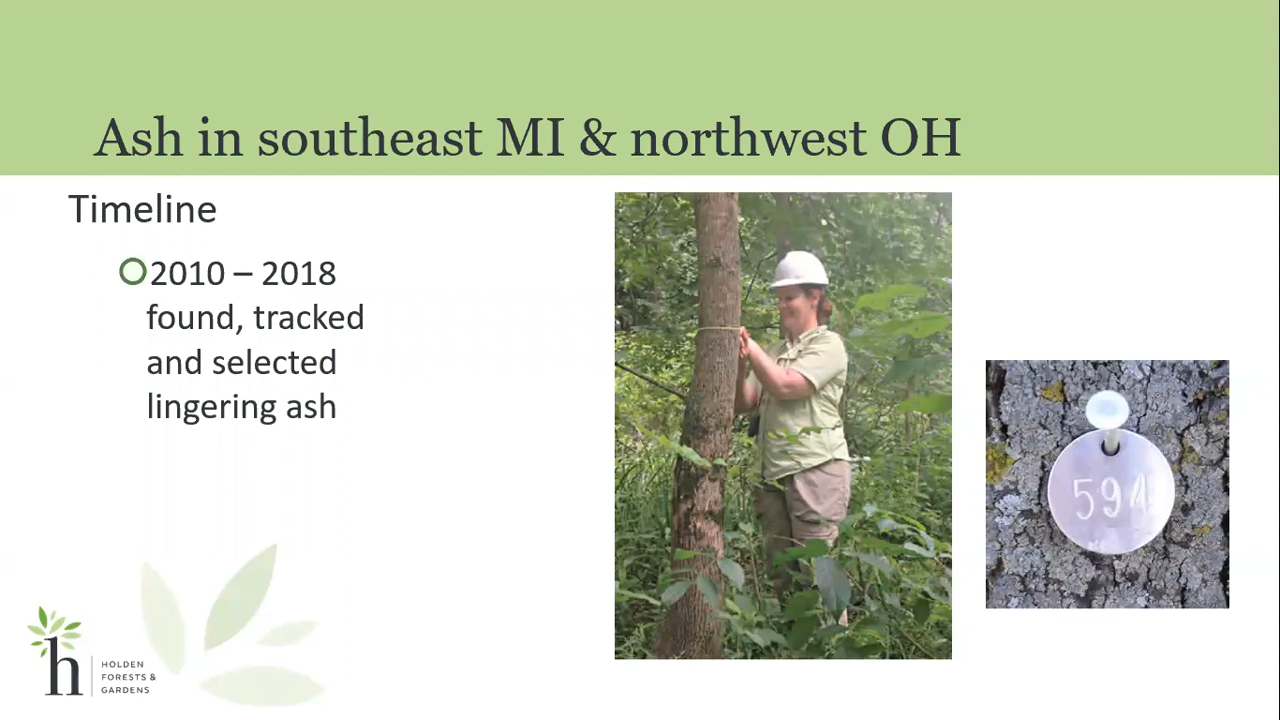 Ash in southeast MI & northwest OH
Timeline
2010 – 2018
found, tracked
and selected
lingering ash
594
h
HOLDEN
FORESTS &
GARDENS